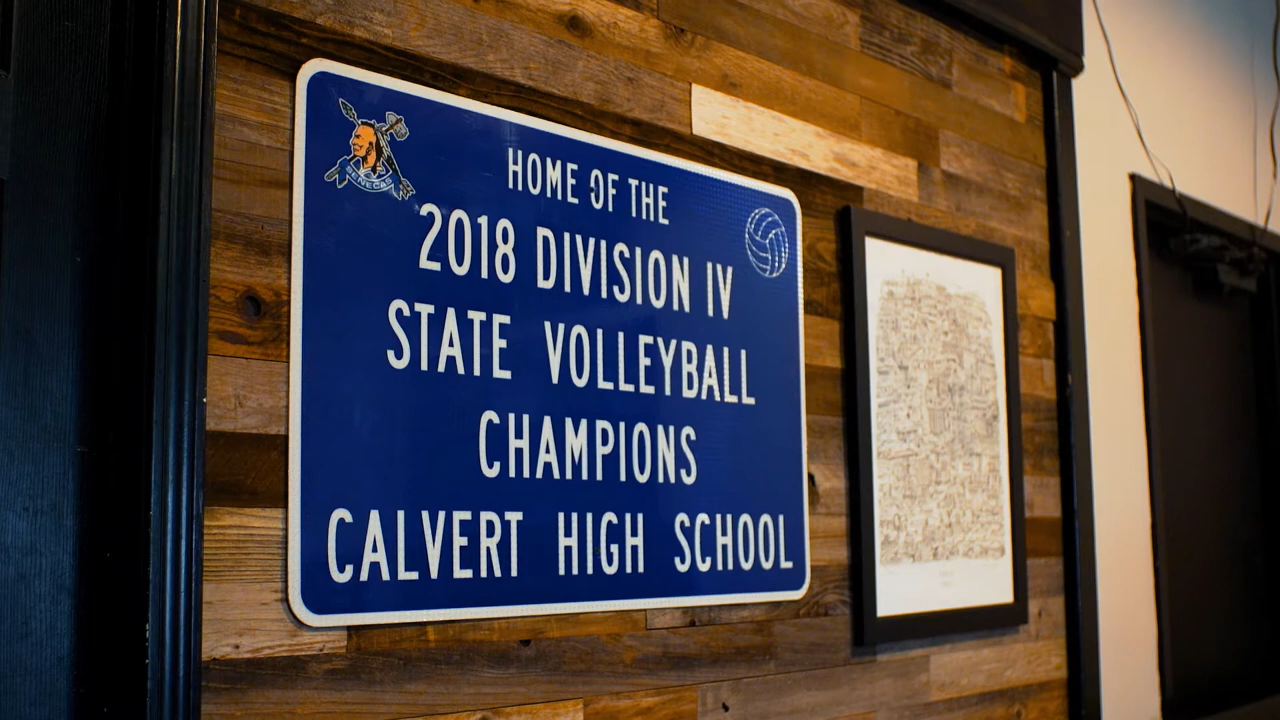 SENECAS
HOME OF THE
2018 DIVISION IV
STATE VOLLEYBALL
CHAMPIONS
CALVERT HIGH SCHOOL